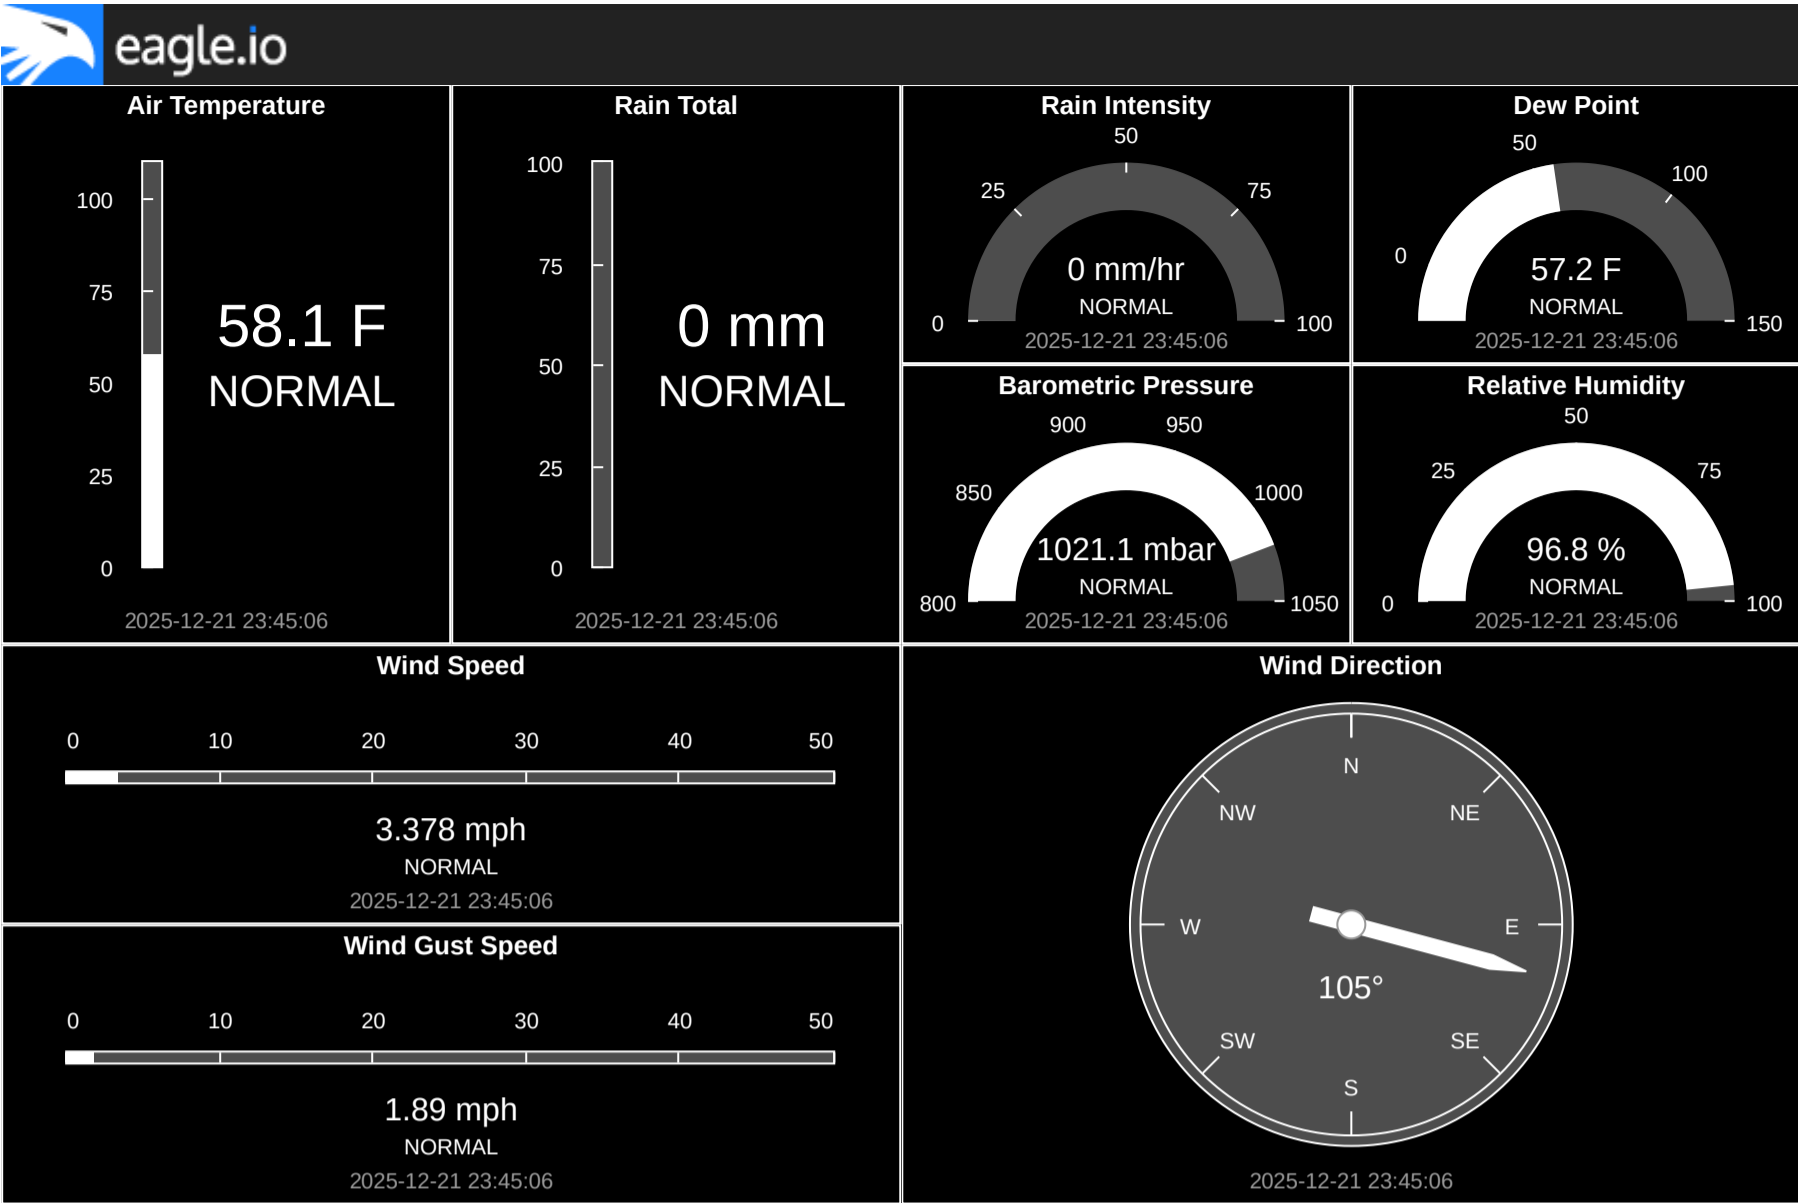 eagle.io
Air Temperature
100
75
50
25
0
58.1 F
NORMAL
2025-12-21 23:45:06
Rain Total
100
75
50
25
0
0 mm
NORMAL
2025-12-21 23:45:06
Rain Intensity
50
25
75
0
100
0 mm/hr
NORMAL
2025-12-21 23:45:06
Dew Point
50
100
0
150
57.2 F
NORMAL
2025-12-21 23:45:06
Barometric Pressure
900
950
850
1000
800
1050
1021.1 mbar
NORMAL
2025-12-21 23:45:06
Relative Humidity
50
25
75
0
100
96.8 %
NORMAL
2025-12-21 23:45:06
Wind Speed
0 10 20 30 40 50
3.378 mph
NORMAL
2025-12-21 23:45:06
Wind Gust Speed
0 10 20 30 40 50
1.89 mph
NORMAL
2025-12-21 23:45:06
Wind Direction
N
NW NE
W E
105°
SW SE
S
2025-12-21 23:45:06